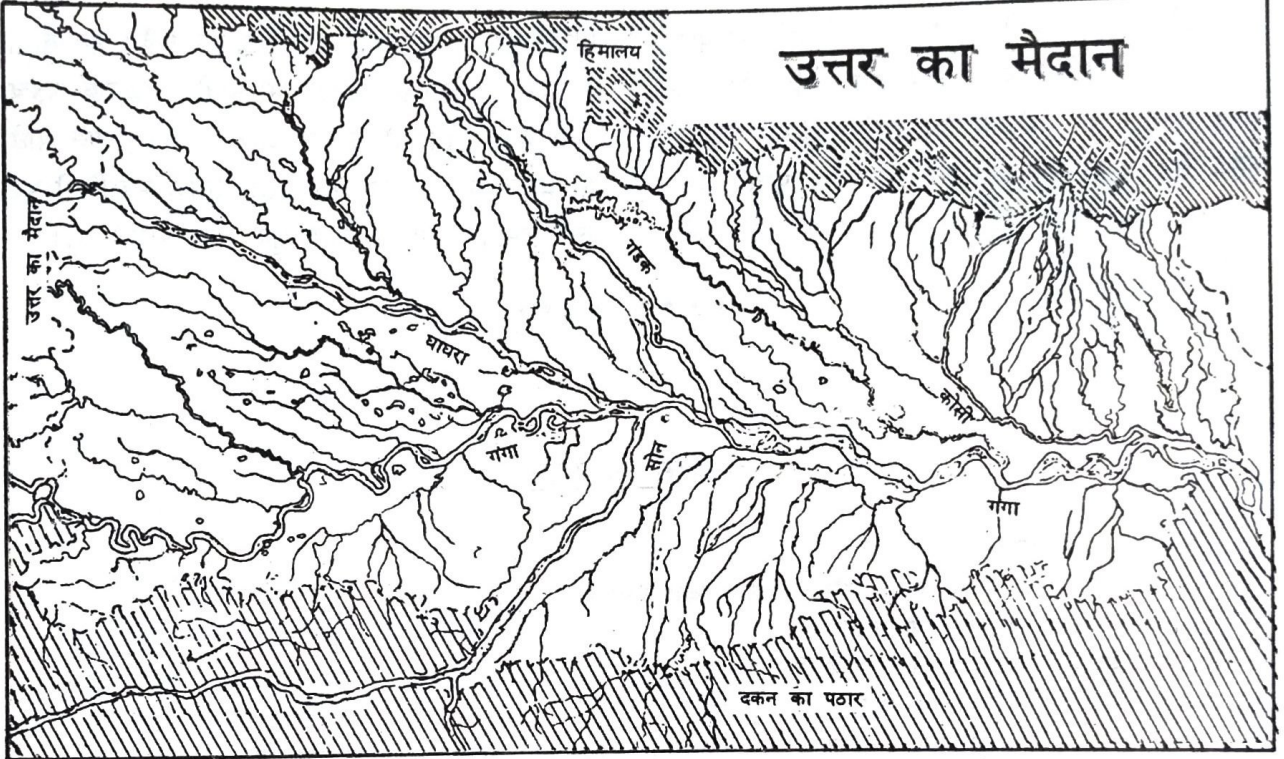 हिमालय
उत्तर का मैदान
उत्तर का मैदान
गंडक
घाघरा
कोसी
गंगा
सोन
गंगा
दकन का पठार